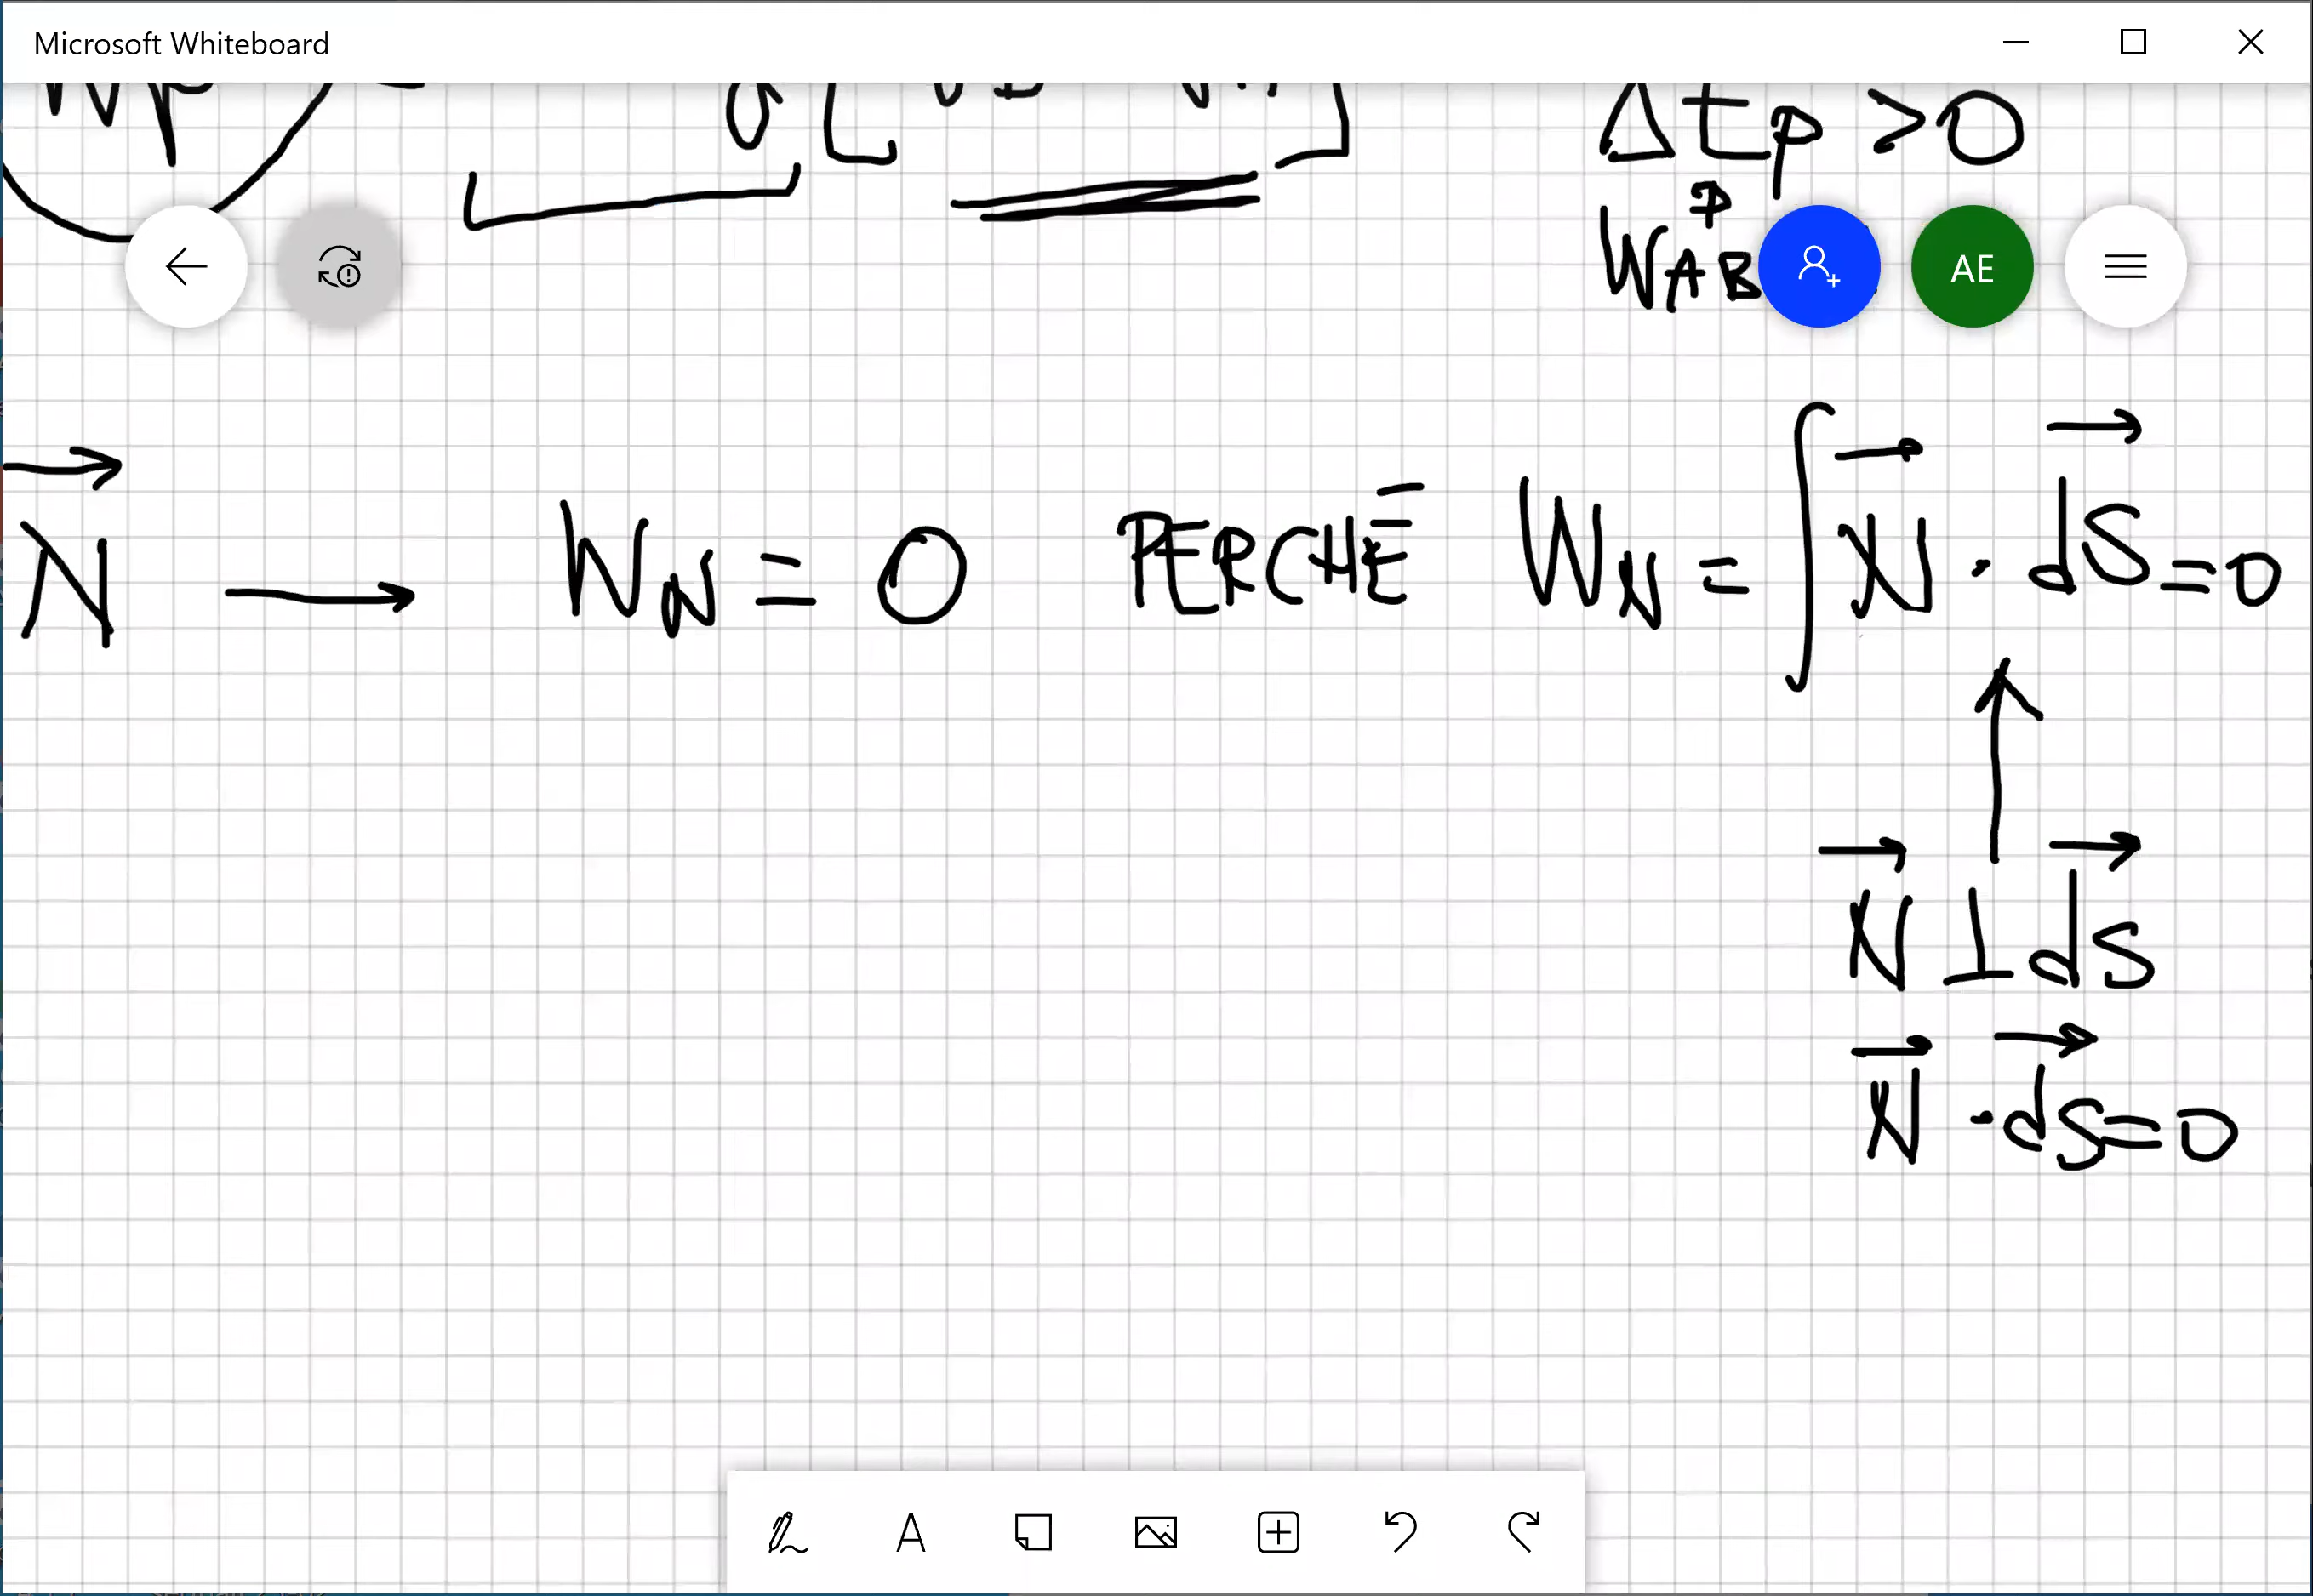 Microsoft Whiteboard
Δtp >0
WAB
AE
N → WN = 0 PERCHÉ WN = ∫ N · dS = 0
N ⊥ ds
N · ds = 0